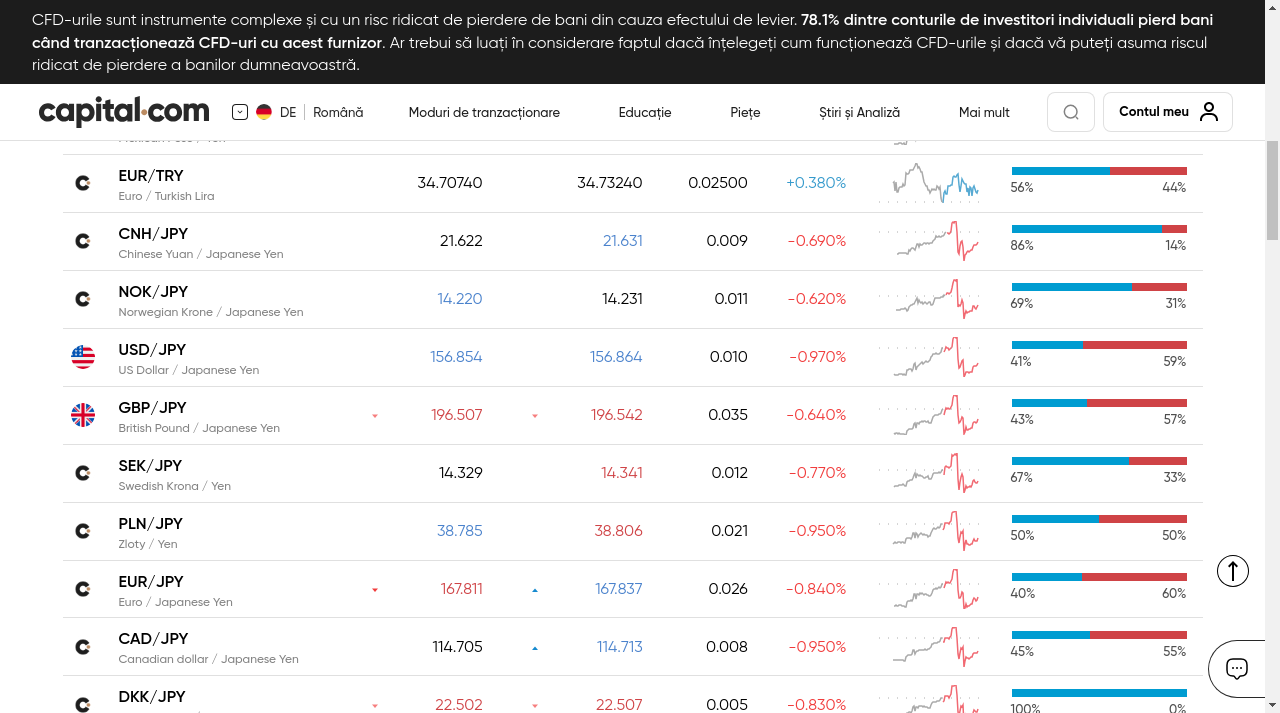 CFD-urile sunt instrumente complexe și cu un risc ridicat de pierdere de bani din cauza efectului de levier. 78.1% dintre conturile de investitori individuali pierd bani
când tranzacționează CFD-uri cu acest furnizor. Ar trebui să luați în considerare faptul dacă înțelegeți cum funcționează CFD-urile și dacă vă puteți asuma riscul
ridicat de pierdere a banilor dumneavoastră.
capital.com DE Română Moduri de tranzacționare Educație Piețe Știri și Analiză Mai mult Contul meu
EUR/TRY 34.70740 34.73240 0.02500 +0.380%
Euro / Turkish Lira 56% 44%
CNH/JPY 21.622 21.631 0.009 -0.690%
Chinese Yuan / Japanese Yen 86% 14%
NOK/JPY 14.220 14.231 0.011 -0.620%
Norwegian Krone / Japanese Yen 69% 31%
USD/JPY 156.854 156.864 0.010 -0.970%
US Dollar / Japanese Yen 41% 59%
GBP/JPY 196.507 196.542 0.035 -0.640%
British Pound / Japanese Yen 43% 57%
SEK/JPY 14.329 14.341 0.012 -0.770%
Swedish Krona / Yen 67% 33%
PLN/JPY 38.785 38.806 0.021 -0.950%
Zloty / Yen 50% 50%
EUR/JPY 167.811 167.837 0.026 -0.840%
Euro / Japanese Yen 40% 60%
CAD/JPY 114.705 114.713 0.008 -0.950%
Canadian dollar / Japanese Yen 45% 55%
DKK/JPY 22.502 22.507 0.005 -0.830%
100% 0%